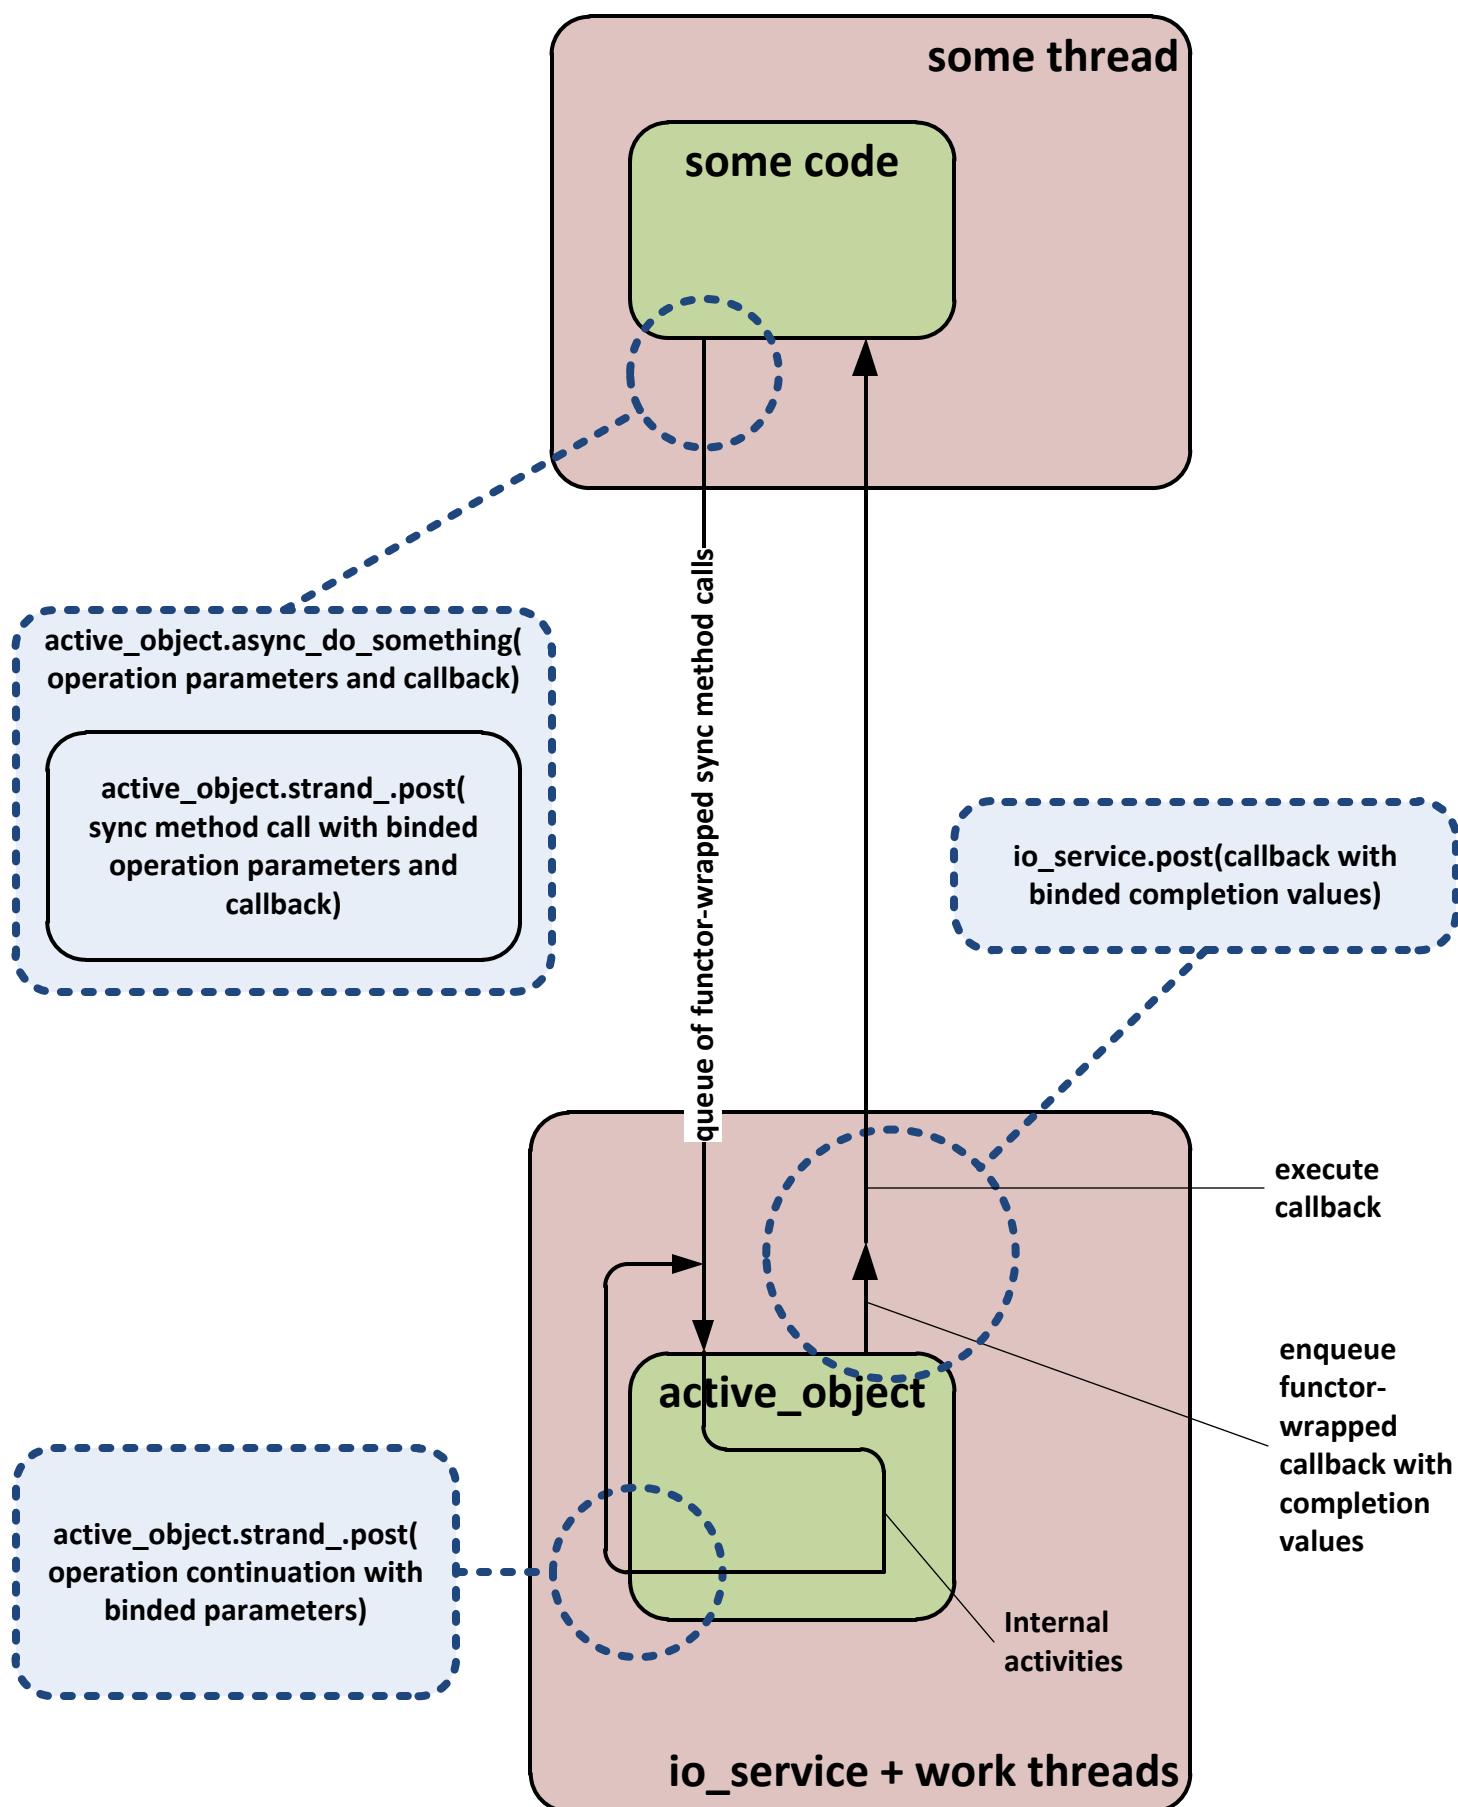 some thread
some code
queue of functor-wrapped sync method calls
active_object.async_do_something(
operation parameters and callback)
active_object.strand_.post(
sync method call with binded
operation parameters and
callback)
io_service.post(callback with
binded completion values)
execute
callback
enqueue
functor-
wrapped
callback with
completion
values
active_object
active_object.strand_.post(
operation continuation with
binded parameters)
Internal
activities
io_service + work threads